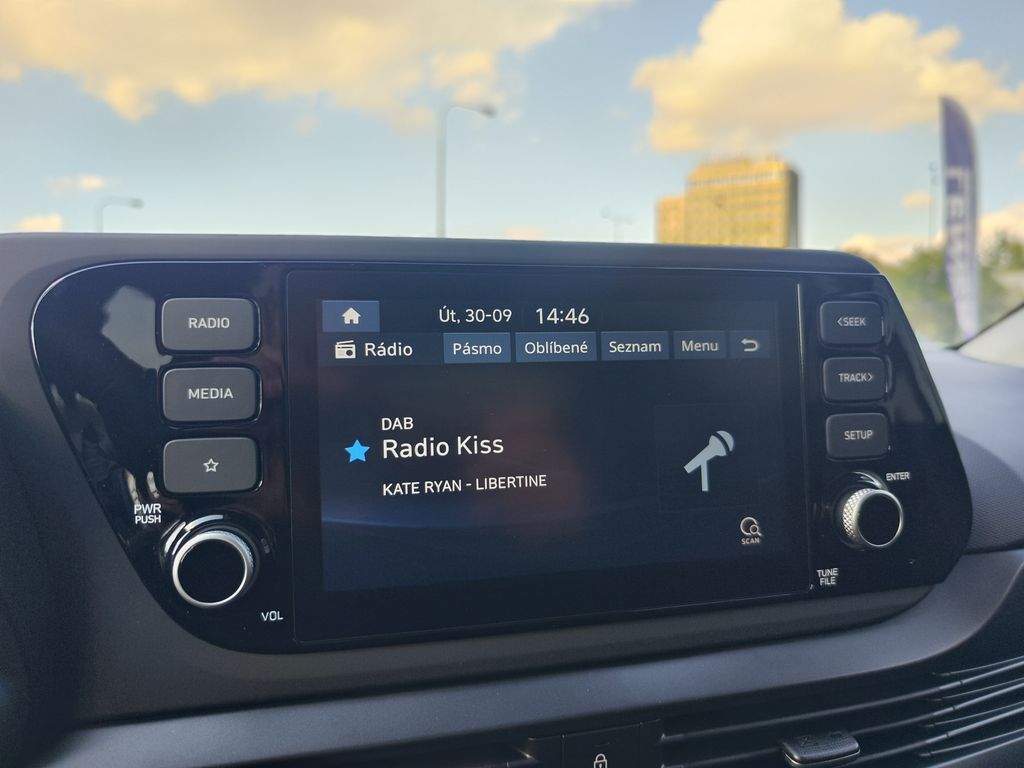 RADIO
MEDIA
PWR
PUSH
VOL
Út, 30-09 14:46
Rádio Pásmo Oblíbené Seznam Menu
DAB
Radio Kiss
KATE RYAN - LIBERTINE
SCAN
<SEEK
TRACK>
SETUP
ENTER
TUNE
FILE